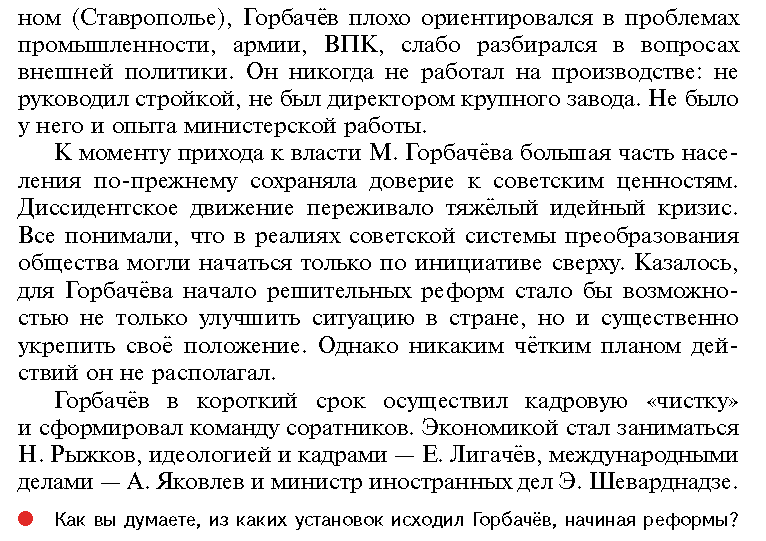 ном (Ставрополье), Горбачёв плохо ориентировался в проблемах
промышленности, армии, ВПК, слабо разбирался в вопросах
внешней политики. Он никогда не работал на производстве: не
руководил стройкой, не был директором крупного завода. Не было
у него и опыта министерской работы.
К моменту прихода к власти М. Горбачёва большая часть насе-
ления по-прежнему сохраняла доверие к советским ценностям.
Диссидентское движение переживало тяжёлый идейный кризис.
Все понимали, что в реалиях советской системы преобразования
общества могли начаться только по инициативе сверху. Казалось,
для Горбачёва начало решительных реформ стало бы возможно-
стью не только улучшить ситуацию в стране, но и существенно
укрепить своё положение. Однако никаким чётким планом дей-
ствий он не располагал.
Горбачёв в короткий срок осуществил кадровую «чистку»
и сформировал команду соратников. Экономикой стал заниматься
Н. Рыжков, идеологией и кадрами — Е. Лигачёв, международными
делами — А. Яковлев и министр иностранных дел Э. Шеварднадзе.
Как вы думаете, из каких установок исходил Горбачёв, начиная реформы?